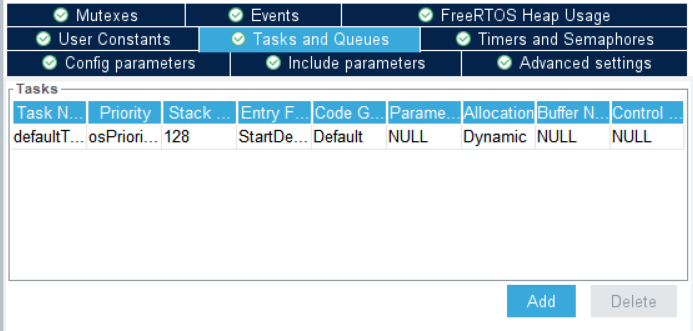 Mutexes Events FreeRTOS Heap Usage
User Constants Tasks and Queues Timers and Semaphores
Config parameters Include parameters Advanced settings
Tasks
Task N... Priority Stack ... Entry F... Code G... Parame... Allocation Buffer N... Control ...
defaultT... osPriori... 128 StartDe... Default NULL Dynamic NULL NULL
Add Delete